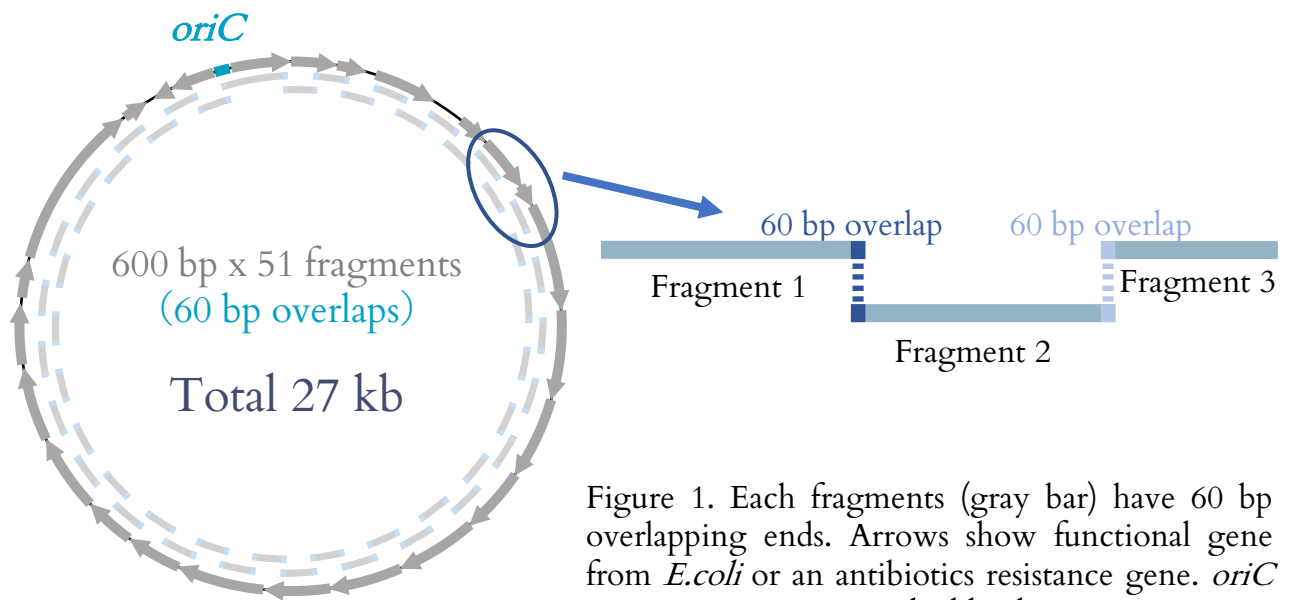 oriC
600 bp x 51 fragments
（60 bp overlaps）
Total 27 kb
60 bp overlap
60 bp overlap
Fragment 1
Fragment 3
Fragment 2
Figure 1. Each fragments (gray bar) have 60 bp
overlapping ends. Arrows show functional gene
from E.coli or an antibiotics resistance gene. oriC